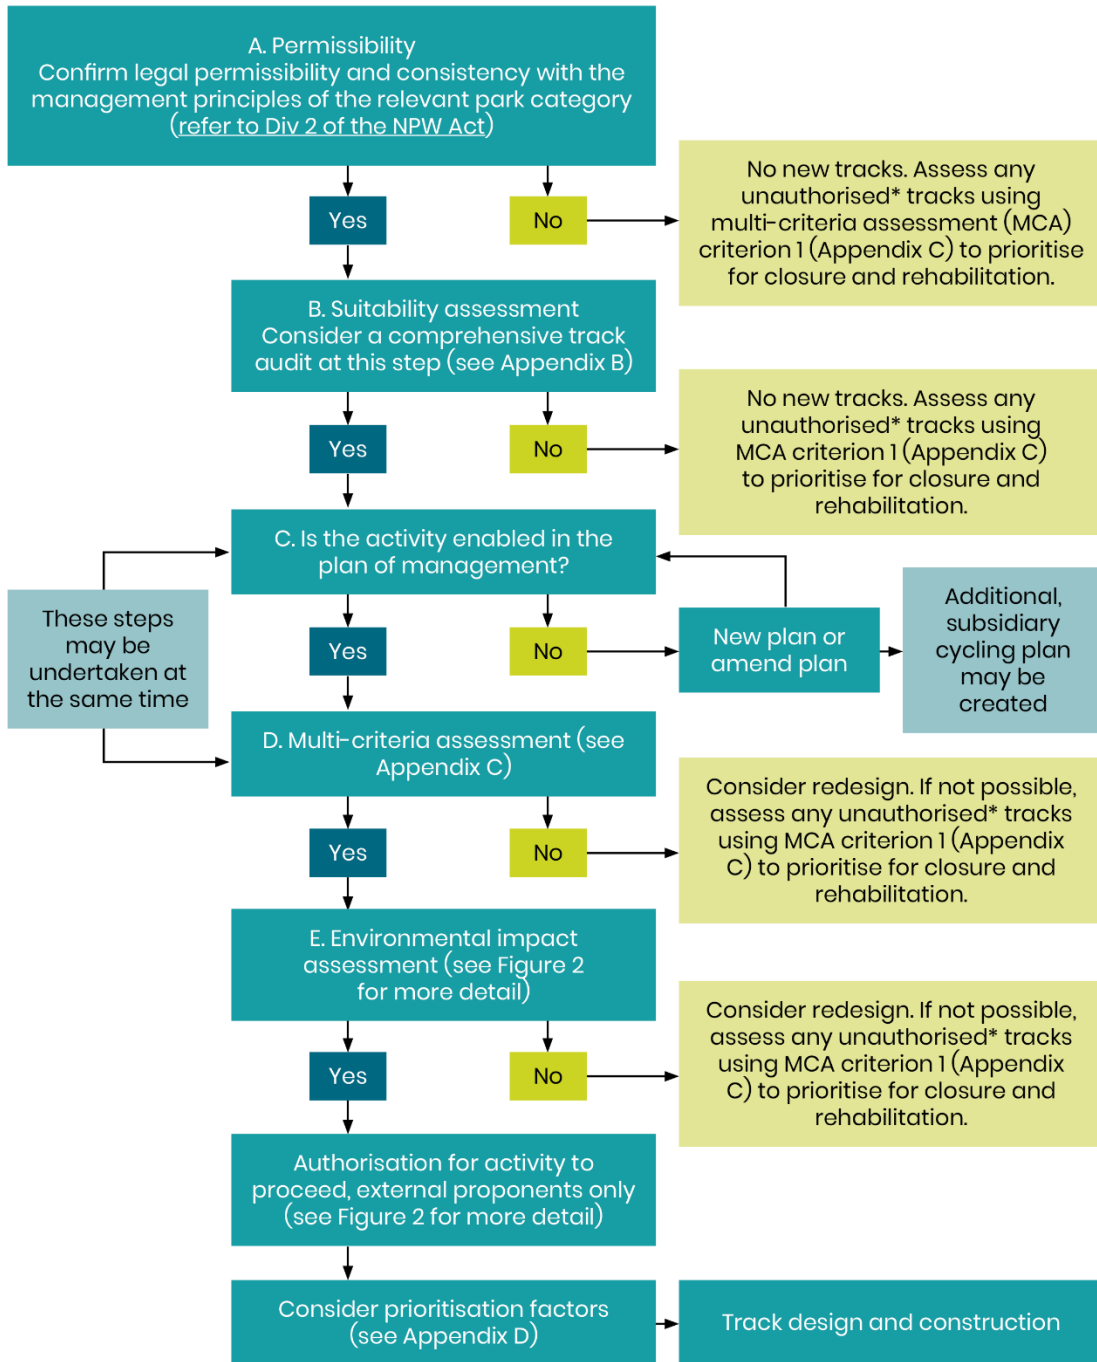 A. Permissibility
Confirm legal permissibility and consistency with the
management principles of the relevant park category
(refer to Div 2 of the NPW Act)
Yes
No
No new tracks. Assess any
unauthorised* tracks using
multi-criteria assessment (MCA)
criterion 1 (Appendix C) to prioritise
for closure and rehabilitation.
B. Suitability assessment
Consider a comprehensive track
audit at this step (see Appendix B)
Yes
No
No new tracks. Assess any
unauthorised* tracks using
MCA criterion 1 (Appendix C)
to prioritise for closure and
rehabilitation.
C. Is the activity enabled in the
plan of management?
These steps
may be
undertaken at
the same time
Yes
No
New plan or
amend plan
Additional,
subsidiary
cycling plan
may be
created
D. Multi-criteria assessment (see
Appendix C)
Yes
No
Consider redesign. If not possible,
assess any unauthorised* tracks
using MCA criterion 1 (Appendix
C) to prioritise for closure and
rehabilitation.
E. Environmental impact
assessment (see Figure 2
for more detail)
Yes
No
Consider redesign. If not possible,
assess any unauthorised* tracks
using MCA criterion 1 (Appendix
C) to prioritise for closure and
rehabilitation.
Authorisation for activity to
proceed, external proponents only
(see Figure 2 for more detail)
Consider prioritisation factors
(see Appendix D)
Track design and construction